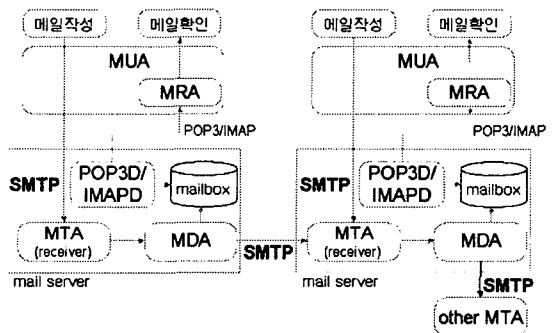 메일작성 메일확인
MUA
MRA
POP3/IMAP
POP3D/
IMAPD
mailbox
SMTP
MTA
(receiver)
MDA
mail server
SMTP
메일작성 메일확인
MUA
MRA
POP3/IMAP
POP3D/
IMAPD
mailbox
SMTP
MTA
(receiver)
MDA
mail server
SMTP
other MTA